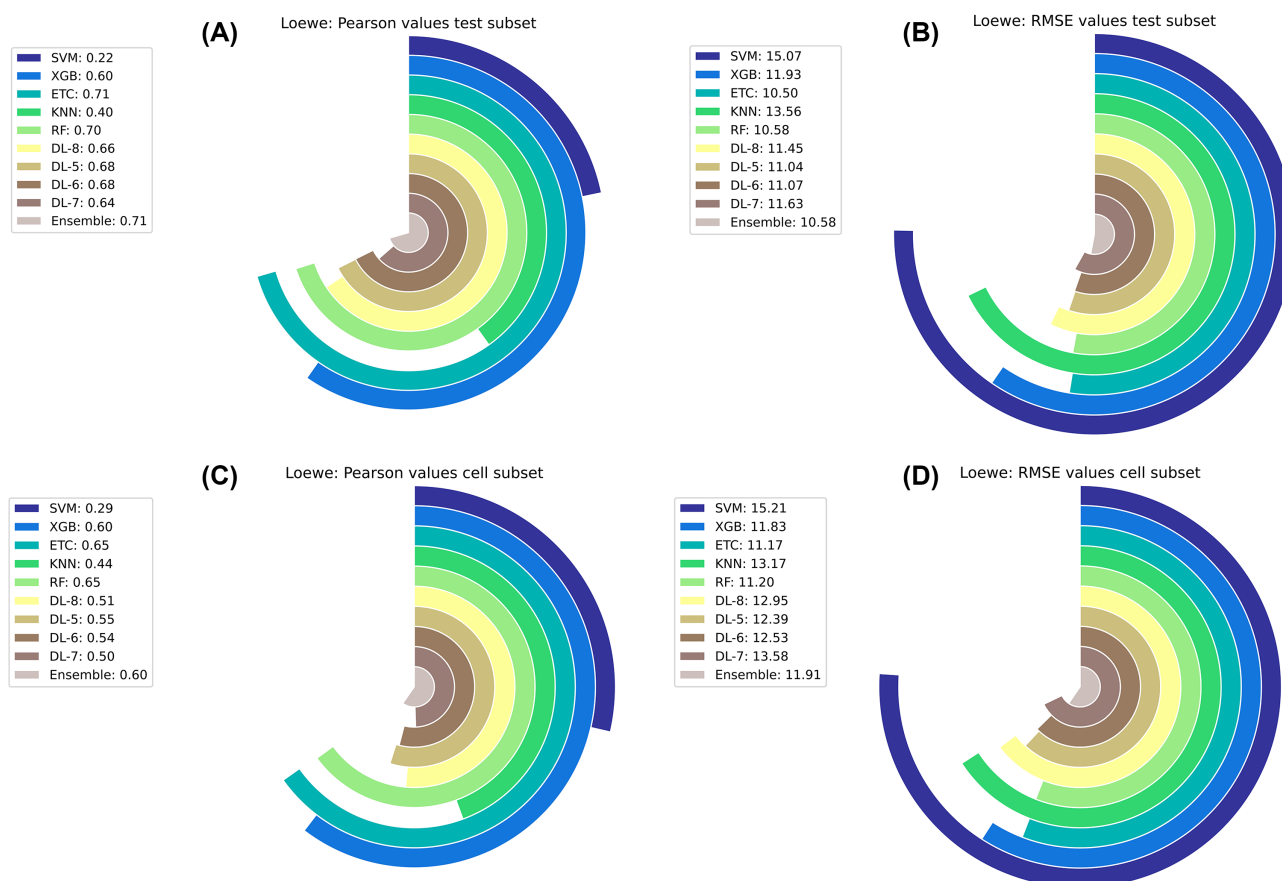 (A)
Loewe: Pearson values test subset
SVM: 0.22
XGB: 0.60
ETC: 0.71
KNN: 0.40
RF: 0.70
DL-8: 0.66
DL-5: 0.68
DL-6: 0.68
DL-7: 0.64
Ensemble: 0.71
(B)
Loewe: RMSE values test subset
SVM: 15.07
XGB: 11.93
ETC: 10.50
KNN: 13.56
RF: 10.58
DL-8: 11.45
DL-5: 11.04
DL-6: 11.07
DL-7: 11.63
Ensemble: 10.58
(C)
Loewe: Pearson values cell subset
SVM: 0.29
XGB: 0.60
ETC: 0.65
KNN: 0.44
RF: 0.65
DL-8: 0.51
DL-5: 0.55
DL-6: 0.54
DL-7: 0.50
Ensemble: 0.60
(D)
Loewe: RMSE values cell subset
SVM: 15.21
XGB: 11.83
ETC: 11.17
KNN: 13.17
RF: 11.20
DL-8: 12.95
DL-5: 12.39
DL-6: 12.53
DL-7: 13.58
Ensemble: 11.91